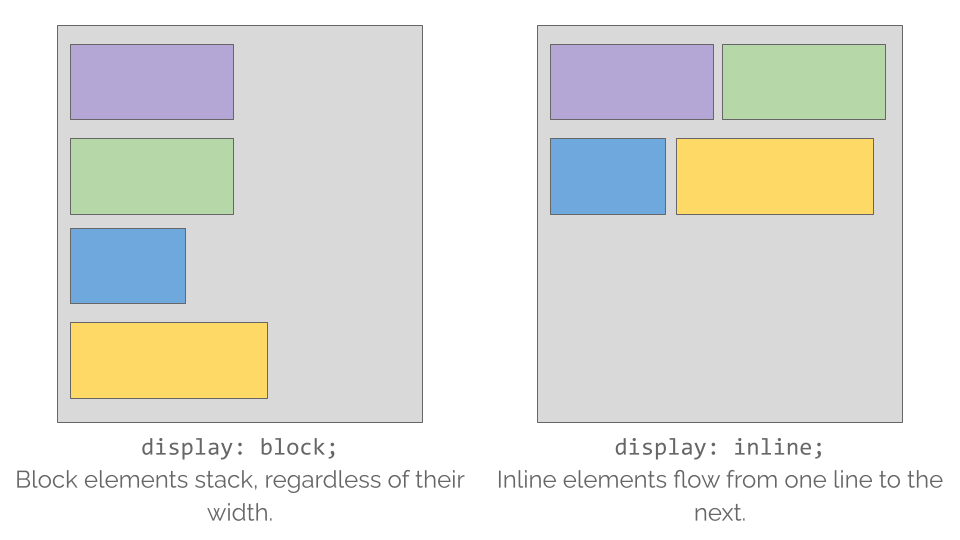 display: block;
Block elements stack, regardless of their
width.
display: inline;
Inline elements flow from one line to the
next.